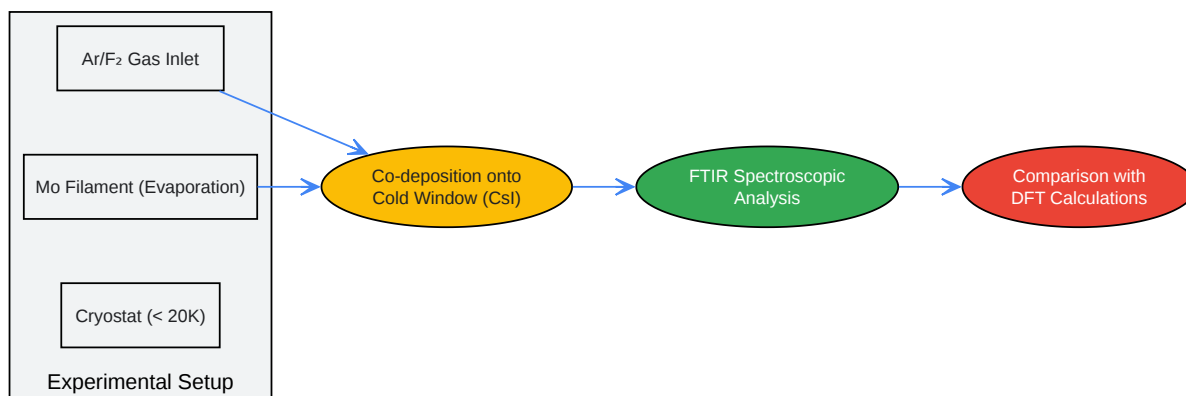 Ar/F₂ Gas Inlet
Mo Filament (Evaporation)
Cryostat (< 20K)
Experimental Setup
Co-deposition onto
Cold Window (CsI)
FTIR Spectroscopic
Analysis
Comparison with
DFT Calculations